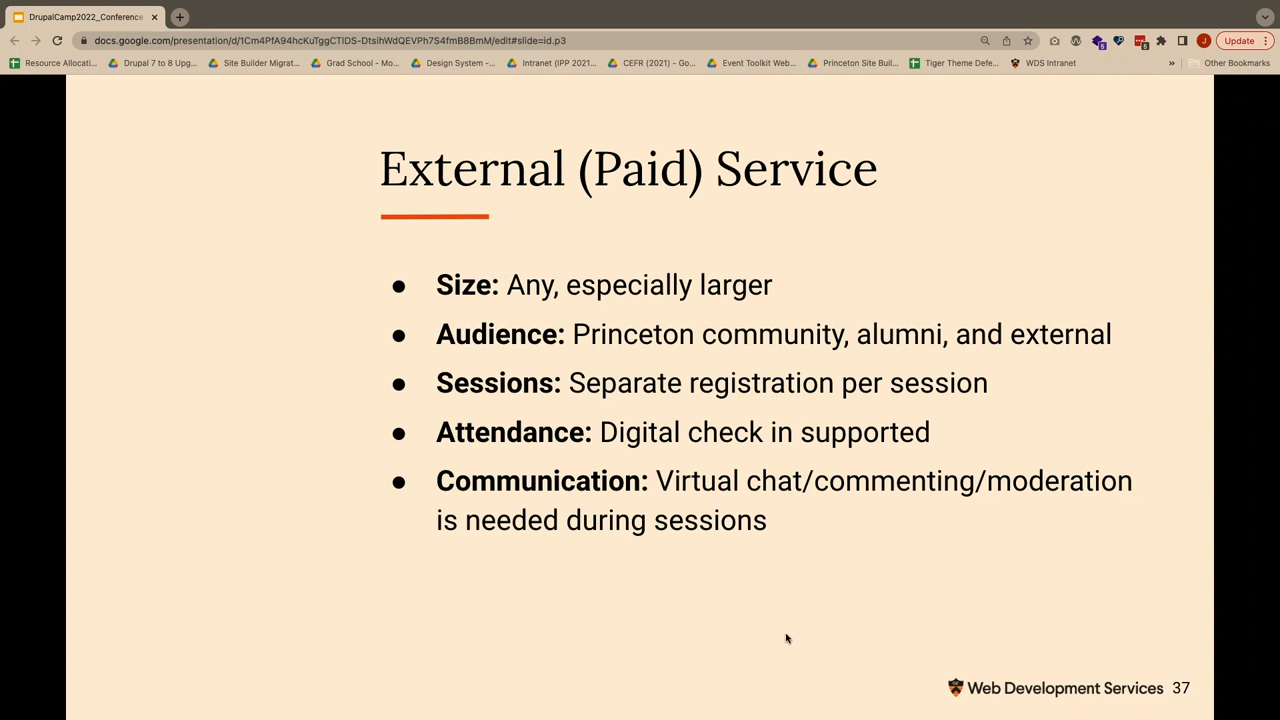 DrupalCamp2022_Conference
docs.google.com/presentation/d/1Cm4PfA94hcKuTggCTlDS-DtsihWdQEVPh7S4fmB8BmM/edit#slide=id.p3
5
6
J
Update
Resource Allocati...
Drupal 7 to 8 Upg...
Site Builder Migrat...
Grad School - Mo...
Design System -...
Intranet (IPP 2021...
CEFR (2021) - Go...
Event Toolkit Web...
Princeton Site Buil...
Tiger Theme Defe...
WDS Intranet
»
Other Bookmarks
External (Paid) Service
● Size: Any, especially larger
● Audience: Princeton community, alumni, and external
● Sessions: Separate registration per session
● Attendance: Digital check in supported
● Communication: Virtual chat/commenting/moderation
is needed during sessions
Web Development Services 37